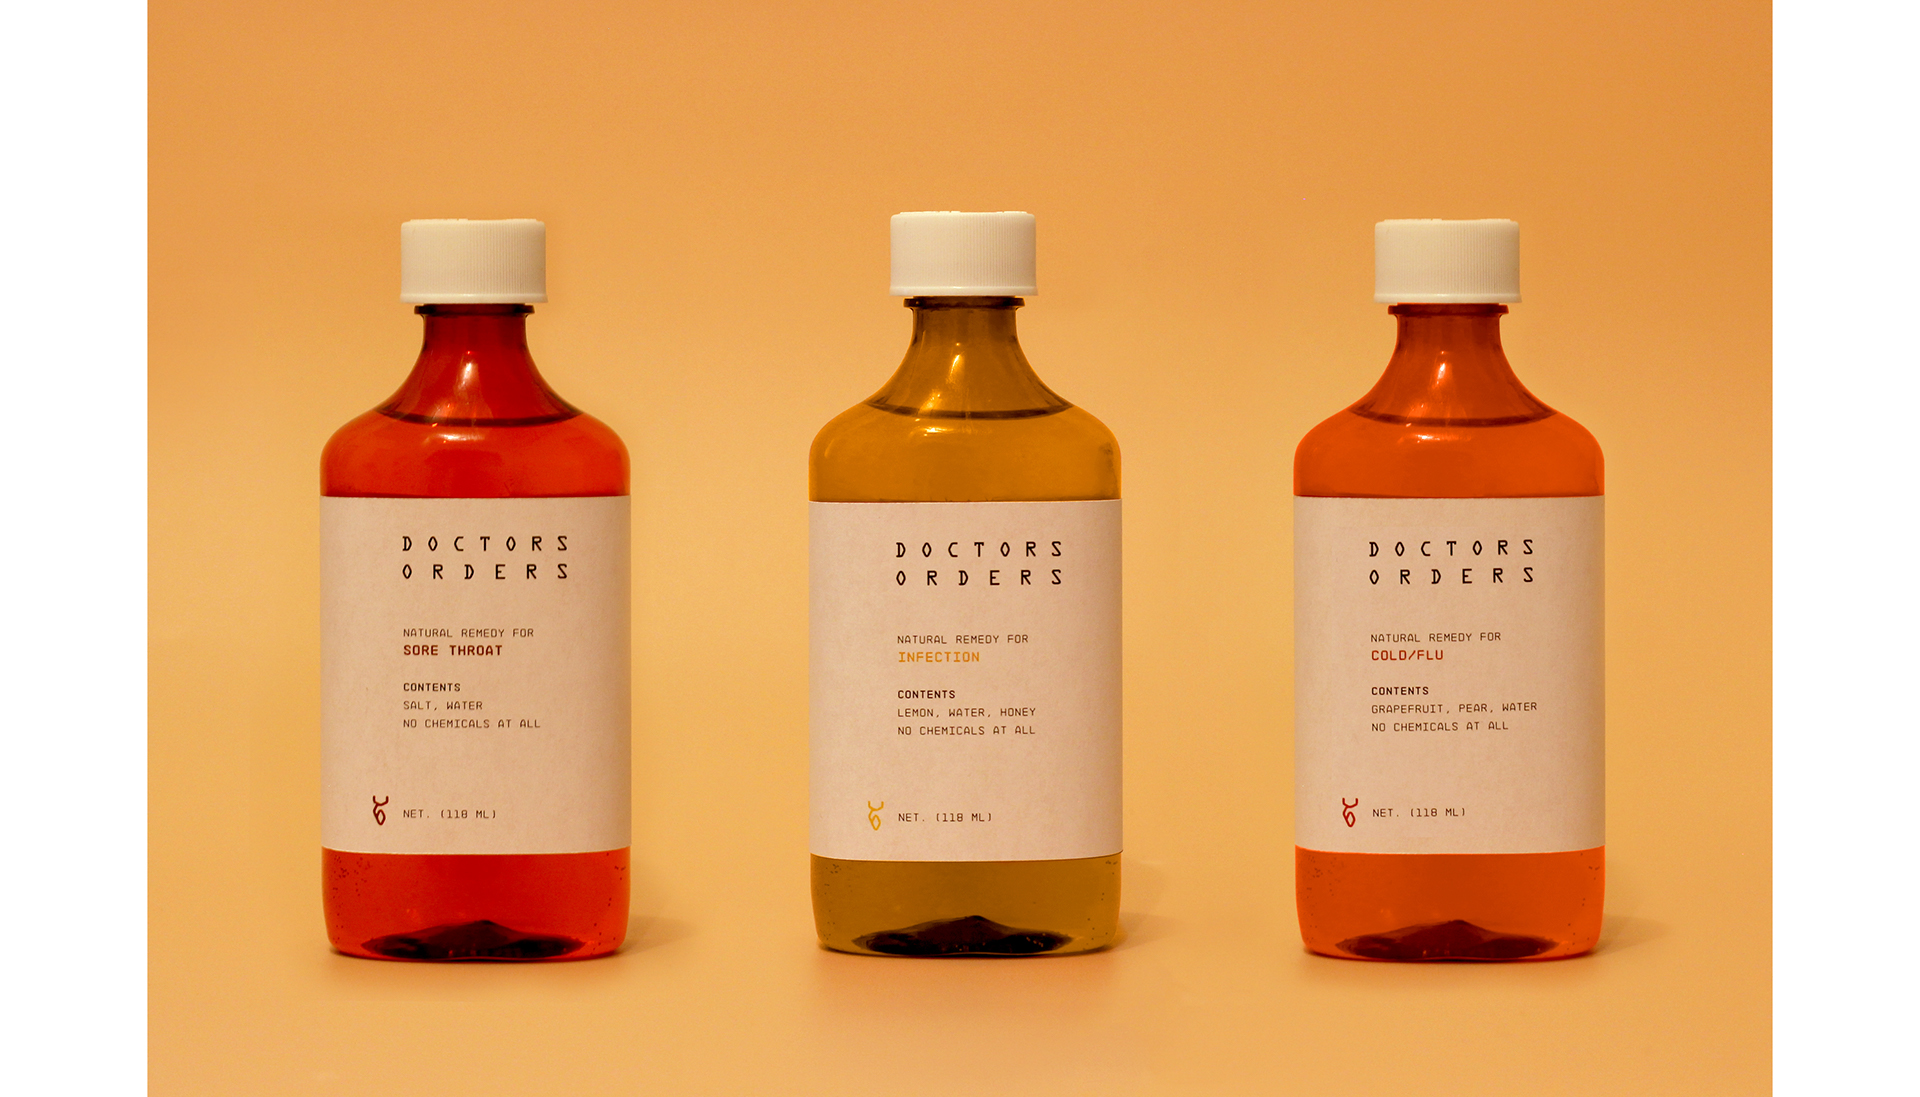 DOCTORS
ORDERS
NATURAL REMEDY FOR
SORE THROAT
CONTENTS
SALT, WATER
NO CHEMICALS AT ALL
NET. (118 ML)
DOCTORS
ORDERS
NATURAL REMEDY FOR
INFECTION
CONTENTS
LEMON, WATER, HONEY
NO CHEMICALS AT ALL
NET. (118 ML)
DOCTORS
ORDERS
NATURAL REMEDY FOR
COLD/FLU
CONTENTS
GRAPEFRUIT, PEAR, WATER
NO CHEMICALS AT ALL
NET. (118 ML)